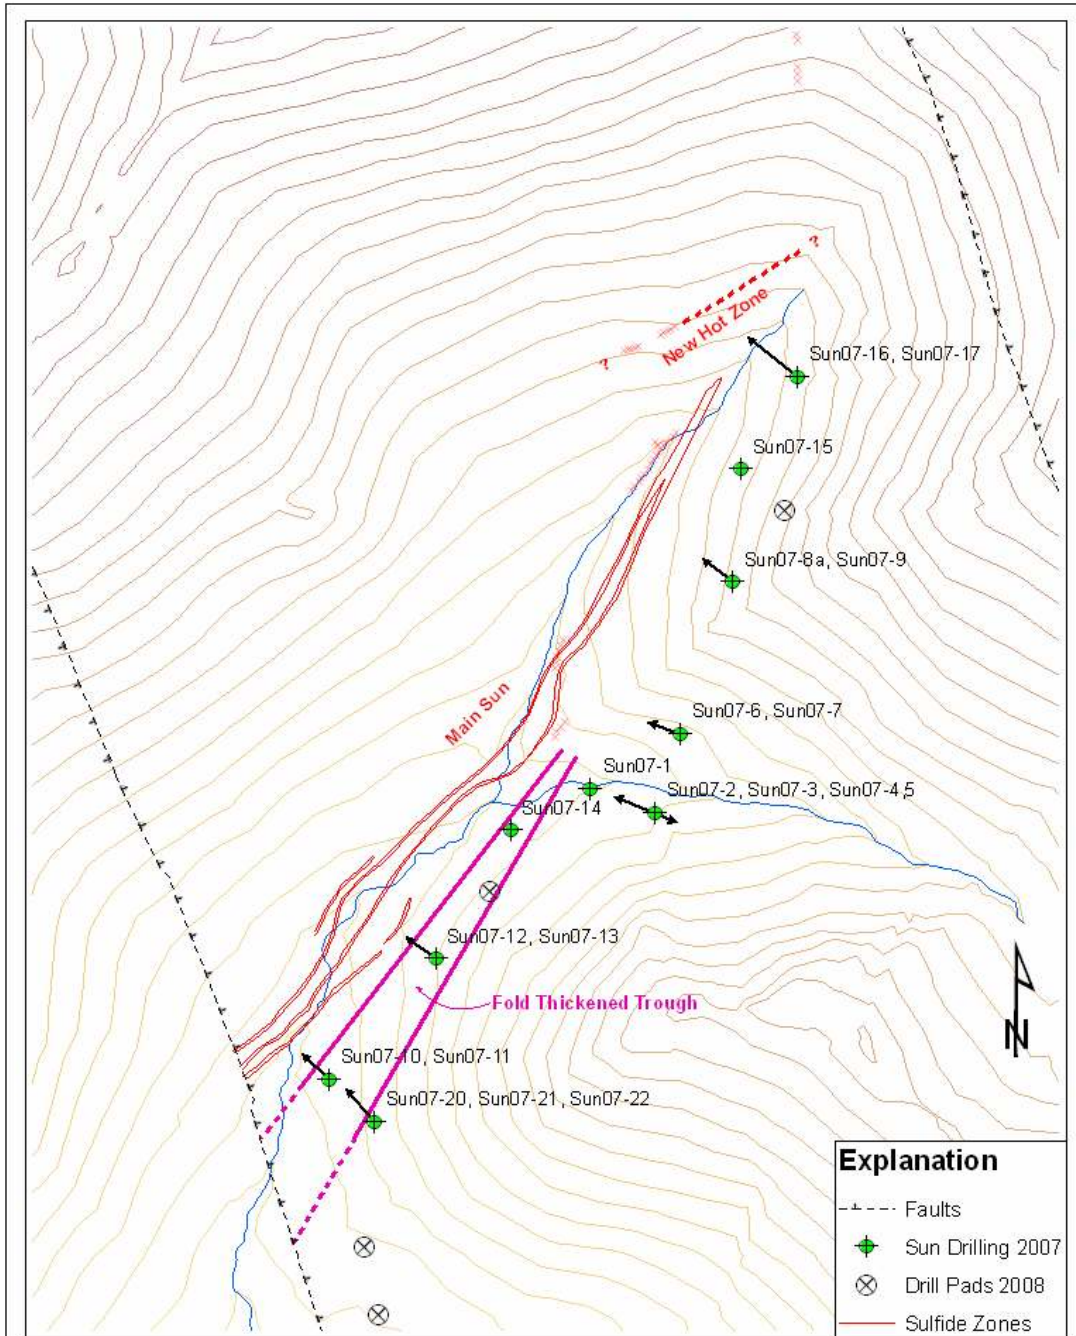 ?
New Hot Zone
?
Sun07-16, Sun07-17
Sun07-15
Sun07-8a, Sun07-9
Main Sun
Sun07-6, Sun07-7
Sun07-1
Sun07-2, Sun07-3, Sun07-4,5
Sun07-14
Sun07-12, Sun07-13
Fold Thickened Trough
N
Sun07-10, Sun07-11
Sun07-20, Sun07-21, Sun07-22
Explanation
Faults
Sun Drilling 2007
Drill Pads 2008
Sulfide Zones